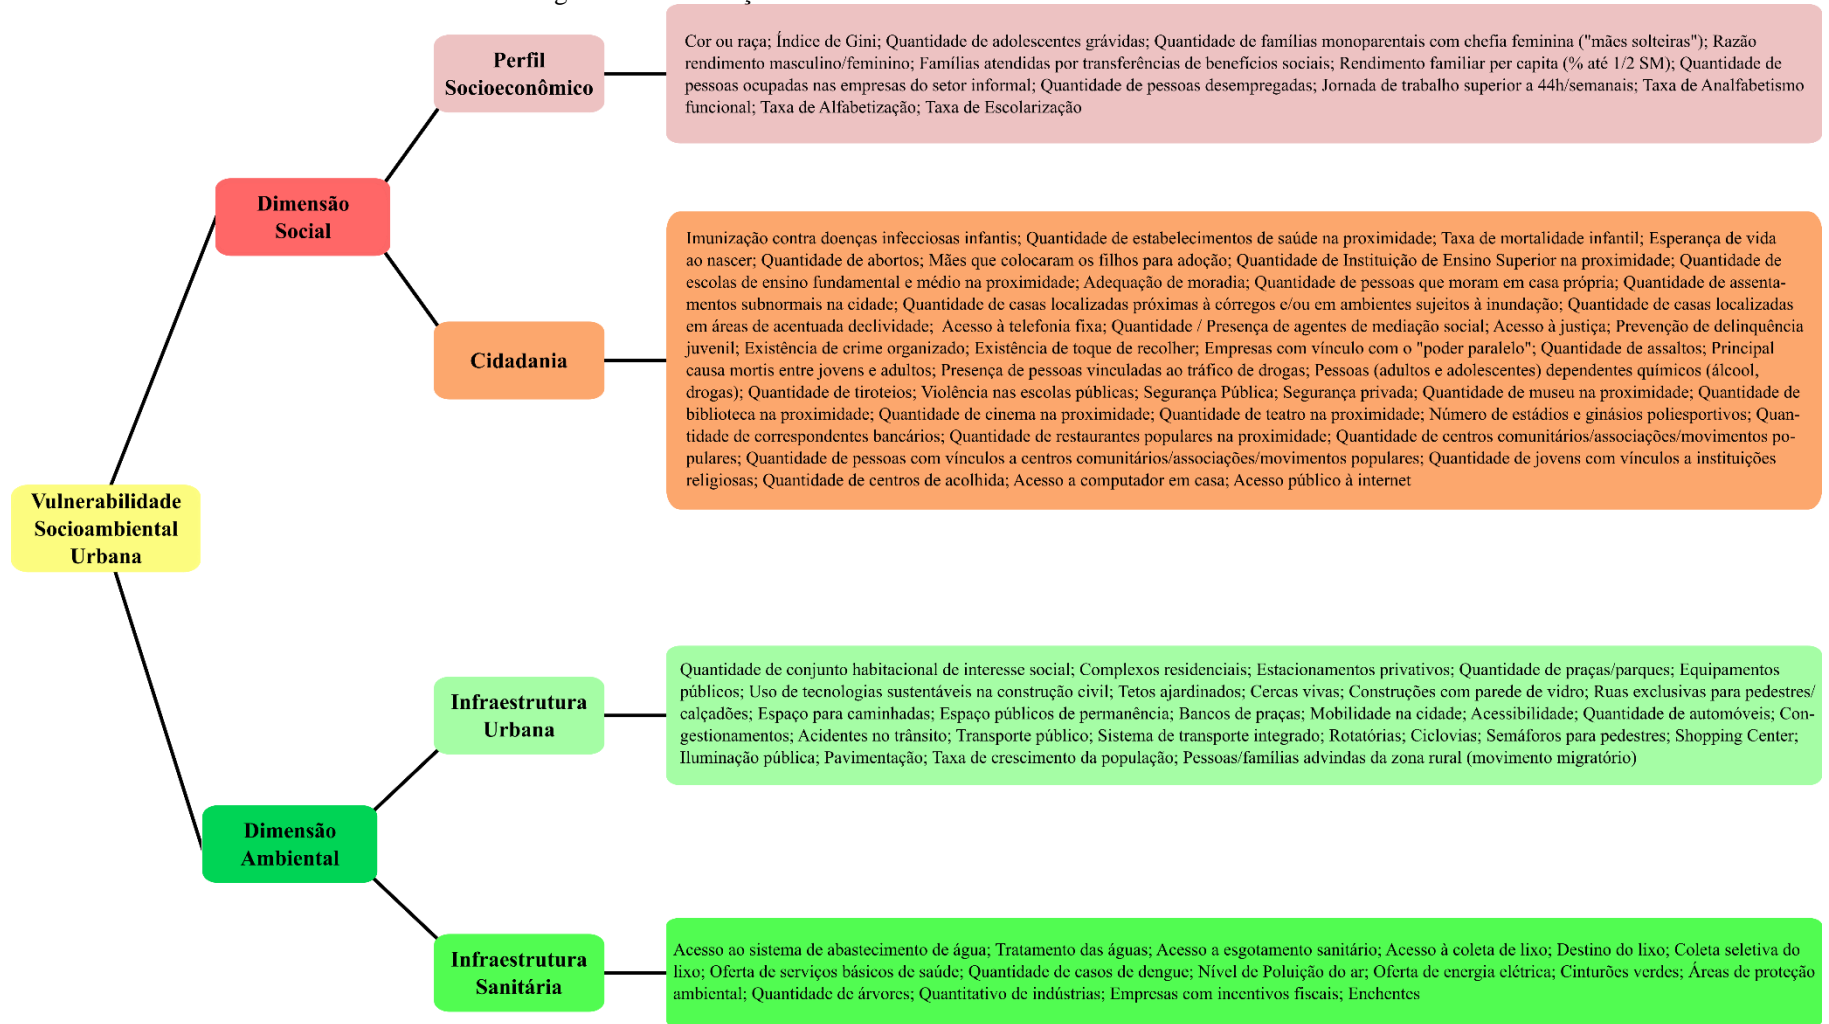 Perfil
Socioeconômico
Cor ou raça; Índice de Gini; Quantidade de adolescentes grávidas; Quantidade de famílias monoparentais com chefia feminina ("mães solteiras"); Razão
rendimento masculino/feminino; Famílias atendidas por transferências de benefícios sociais; Rendimento familiar per capita (% até 1/2 SM); Quantidade de
pessoas ocupadas nas empresas do setor informal; Quantidade de pessoas desempregadas; Jornada de trabalho superior a 44h/semanais; Taxa de Analfabetismo
funcional; Taxa de Alfabetização; Taxa de Escolarização
Dimensão
Social
Cidadania
Imunização contra doenças infecciosas infantis; Quantidade de estabelecimentos de saúde na proximidade; Taxa de mortalidade infantil; Esperança de vida
ao nascer; Quantidade de abortos; Mães que colocaram os filhos para adoção; Quantidade de Instituição de Ensino Superior na proximidade; Quantidade de
escolas de ensino fundamental e médio na proximidade; Adequação de moradia; Quantidade de pessoas que moram em casa própria; Quantidade de assenta-
mentos subnormais na cidade; Quantidade de casas localizadas próximas à córregos e/ou em ambientes sujeitos à inundação; Quantidade de casas localizadas
em áreas de acentuada declividade; Acesso à telefonia fixa; Quantidade / Presença de agentes de mediação social; Acesso à justiça; Prevenção de delinquência
juvenil; Existência de crime organizado; Existência de toque de recolher; Empresas com vínculo com o "poder paralelo"; Quantidade de assaltos; Principal
causa mortis entre jovens e adultos; Presença de pessoas vinculadas ao tráfico de drogas; Pessoas (adultos e adolescentes) dependentes químicos (álcool,
drogas); Quantidade de tiroteios; Violência nas escolas públicas; Segurança Pública; Segurança privada; Quantidade de museu na proximidade; Quantidade de
biblioteca na proximidade; Quantidade de cinema na proximidade; Quantidade de teatro na proximidade; Número de estádios e ginásios poliesportivos; Quan-
tidade de correspondentes bancários; Quantidade de restaurantes populares na proximidade; Quantidade de centros comunitários/associações/movimentos po-
pulares; Quantidade de pessoas com vínculos a centros comunitários/associações/movimentos populares; Quantidade de jovens com vínculos a instituições
religiosas; Quantidade de centros de acolhida; Acesso a computador em casa; Acesso público à internet
Vulnerabilidade
Socioambiental
Urbana
Infraestrutura
Urbana
Quantidade de conjunto habitacional de interesse social; Complexos residenciais; Estacionamentos privativos; Quantidade de praças/parques; Equipamentos
públicos; Uso de tecnologias sustentáveis na construção civil; Tetos ajardinados; Cercas vivas; Construções com parede de vidro; Ruas exclusivas para pedestres/
calçadões; Espaço para caminhadas; Espaço públicos de permanência; Bancos de praças; Mobilidade na cidade; Acessibilidade; Quantidade de automóveis; Con-
gestionamentos; Acidentes no trânsito; Transporte público; Sistema de transporte integrado; Rotatórias; Ciclovias; Semáforos para pedestres; Shopping Center;
Iluminação pública; Pavimentação; Taxa de crescimento da população; Pessoas/famílias advindas da zona rural (movimento migratório)
Dimensão
Ambiental
Infraestrutura
Sanitária
Acesso ao sistema de abastecimento de água; Tratamento das águas; Acesso a esgotamento sanitário; Acesso à coleta de lixo; Destino do lixo; Coleta seletiva do
lixo; Oferta de serviços básicos de saúde; Quantidade de casos de dengue; Nível de Poluição do ar; Oferta de energia elétrica; Cinturões verdes; Áreas de proteção
ambiental; Quantidade de árvores; Quantitativo de indústrias; Empresas com incentivos fiscais; Enchentes